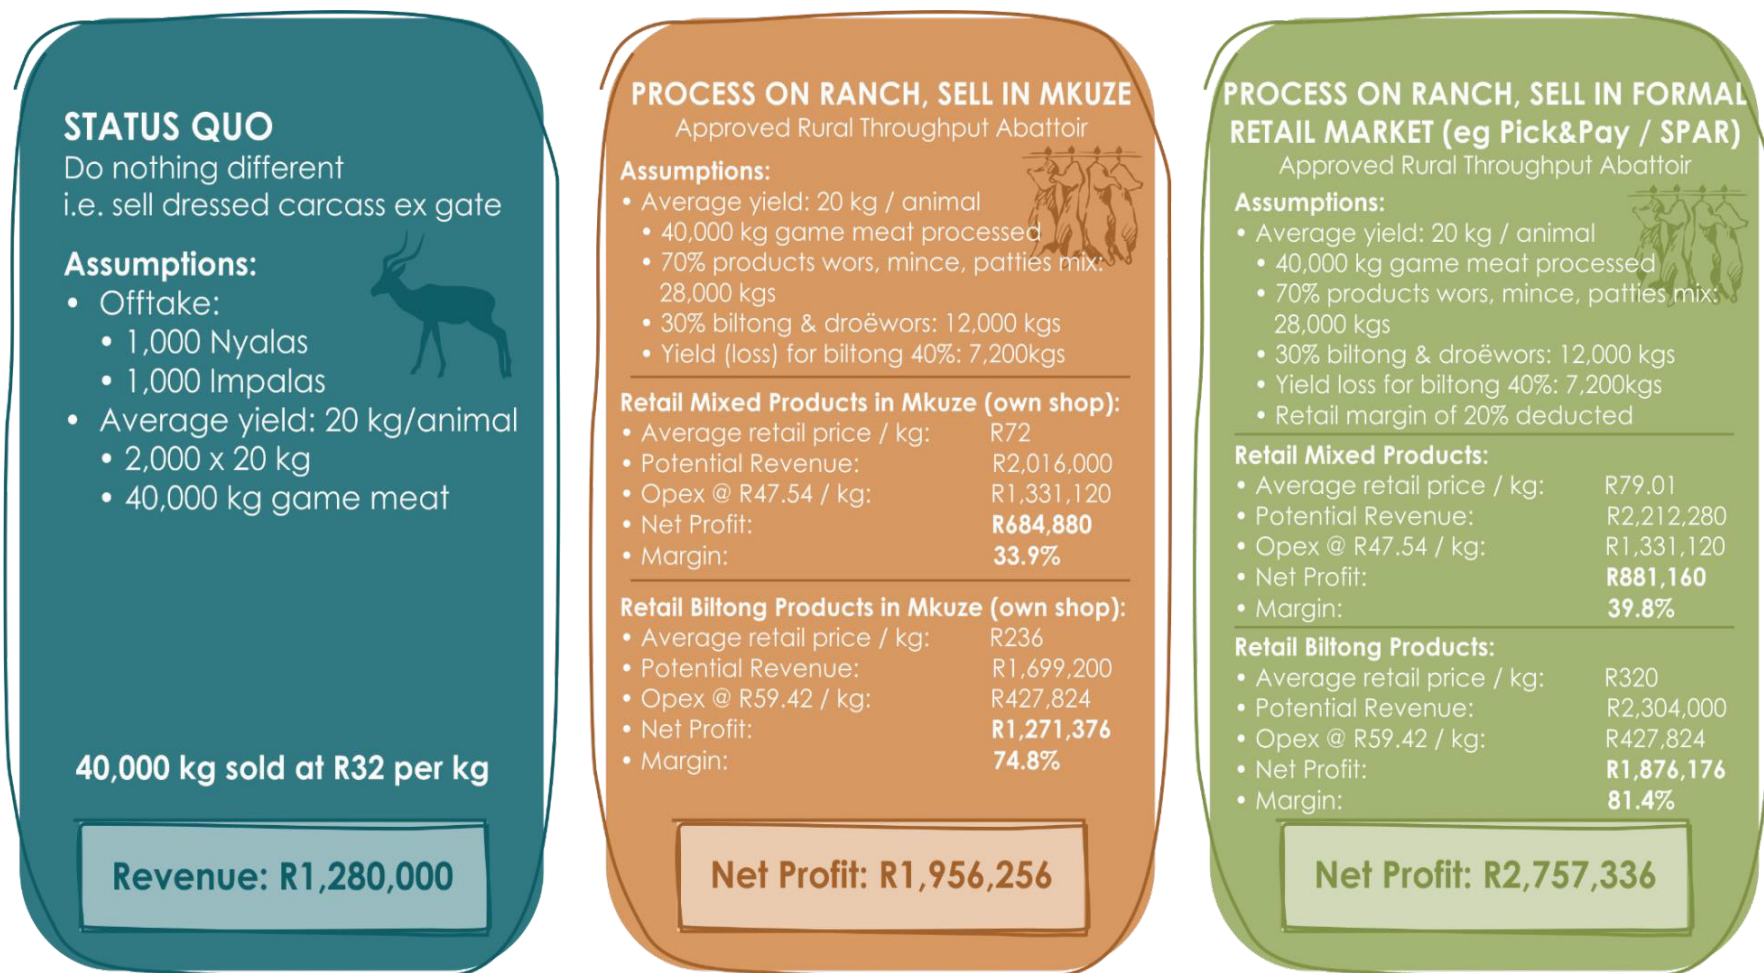 STATUS QUO
Do nothing different
i.e. sell dressed carcass ex gate
Assumptions:
• Offtake:
• 1,000 Nyalas
• 1,000 Impalas
• Average yield: 20 kg/animal
• 2,000 x 20 kg
• 40,000 kg game meat
40,000 kg sold at R32 per kg
Revenue: R1,280,000
PROCESS ON RANCH, SELL IN MKUZE
Approved Rural Throughput Abattoir
Assumptions:
• Average yield: 20 kg / animal
• 40,000 kg game meat processed
• 70% products wors, mince, patties mix:
28,000 kgs
• 30% biltong & droëwors: 12,000 kgs
• Yield (loss) for biltong 40%: 7,200kgs
Retail Mixed Products in Mkuze (own shop):
• Average retail price / kg: R72
• Potential Revenue: R2,016,000
• Opex @ R47.54 / kg: R1,331,120
• Net Profit: R684,880
• Margin: 33.9%
Retail Biltong Products in Mkuze (own shop):
• Average retail price / kg: R236
• Potential Revenue: R1,699,200
• Opex @ R59.42 / kg: R427,824
• Net Profit: R1,271,376
• Margin: 74.8%
Net Profit: R1,956,256
PROCESS ON RANCH, SELL IN FORMAL
RETAIL MARKET (eg Pick&Pay / SPAR)
Approved Rural Throughput Abattoir
Assumptions:
• Average yield: 20 kg / animal
• 40,000 kg game meat processed
• 70% products wors, mince, patties mix:
28,000 kgs
• 30% biltong & droëwors: 12,000 kgs
• Yield loss for biltong 40%: 7,200kgs
• Retail margin of 20% deducted
Retail Mixed Products:
• Average retail price / kg: R79.01
• Potential Revenue: R2,212,280
• Opex @ R47.54 / kg: R1,331,120
• Net Profit: R881,160
• Margin: 39.8%
Retail Biltong Products:
• Average retail price / kg: R320
• Potential Revenue: R2,304,000
• Opex @ R59.42 / kg: R427,824
• Net Profit: R1,876,176
• Margin: 81.4%
Net Profit: R2,757,336